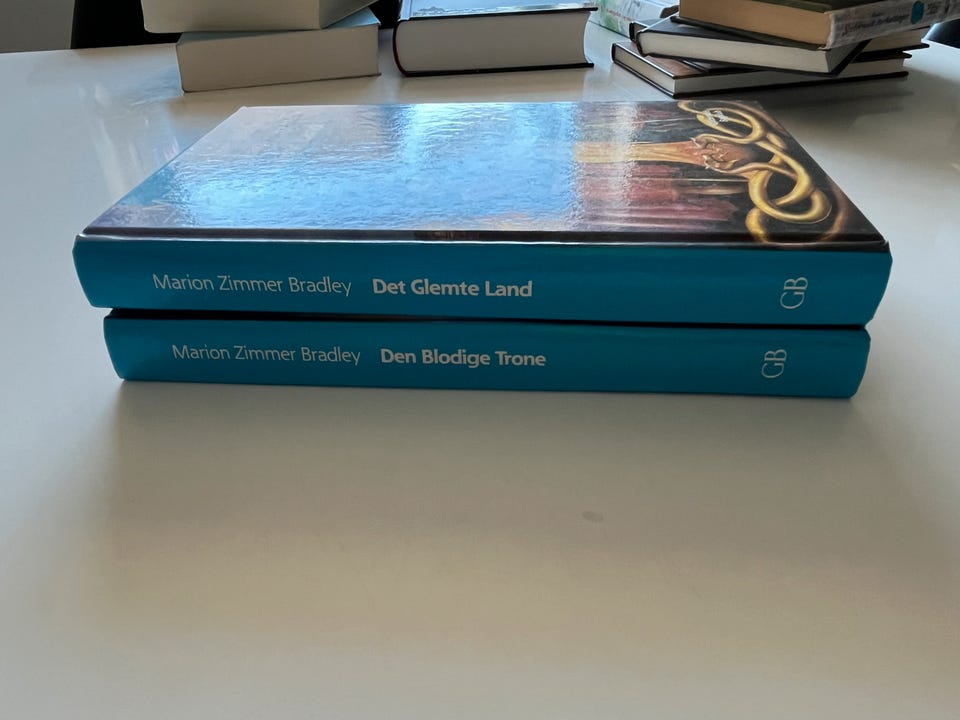 Marion Zimmer Bradley Det Glemte Land GB
Marion Zimmer Bradley Den Blodige Trone GB